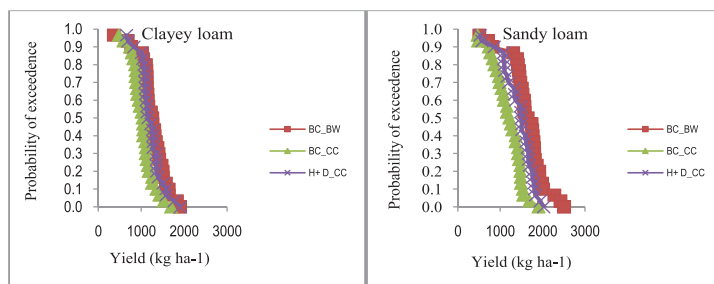 Clayey loam
Probability of exceedence
1.0
0.9
0.8
0.7
0.6
0.5
0.4
0.3
0.2
0.1
0.0
0 1000 2000 3000
Yield (kg ha-1)
BC_BW
BC_CC
H+ D_CC
Sandy loam
Probability of exceedence
1.0
0.9
0.8
0.7
0.6
0.5
0.4
0.3
0.2
0.1
0.0
0 1000 2000 3000
Yield (kg ha-1)
BC_BW
BC_CC
H+ D_CC